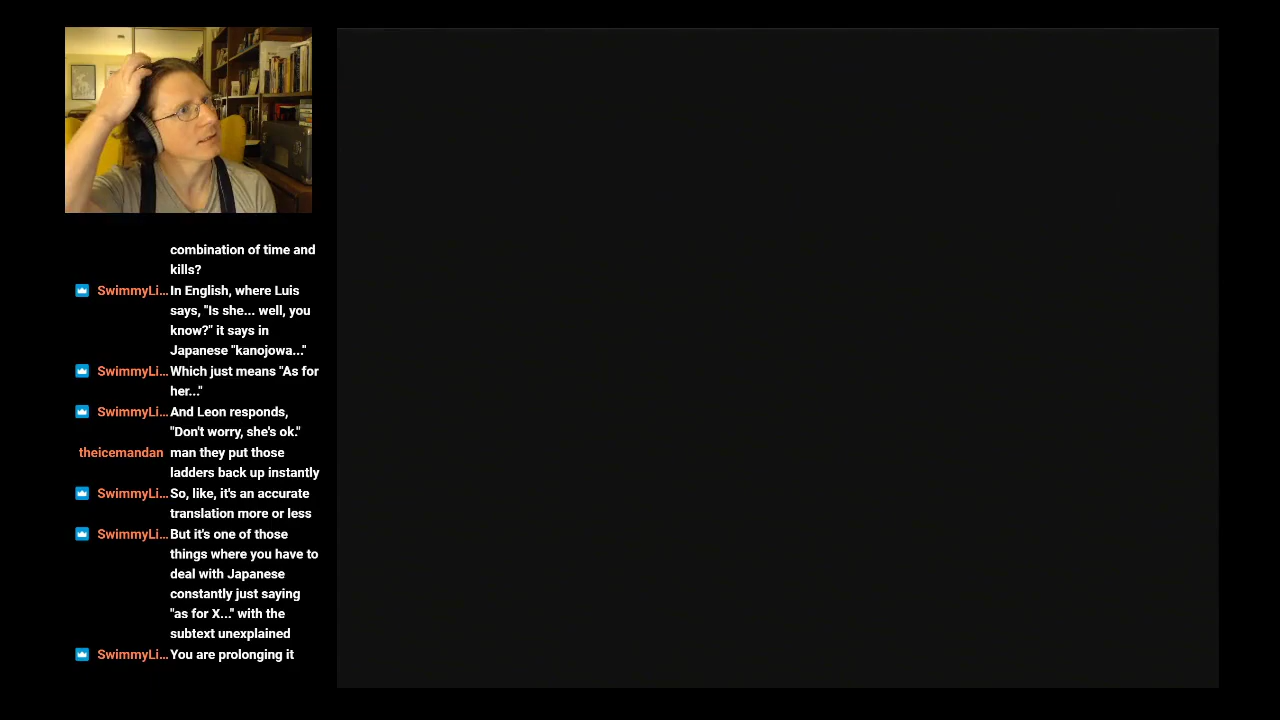 combination of time and
kills?
SwimmyLi... In English, where Luis
says, "Is she... well, you
know?" it says in
Japanese "kanojowa..."
SwimmyLi... Which just means "As for
her..."
SwimmyLi... And Leon responds,
"Don't worry, she's ok."
theicemandan man they put those
ladders back up instantly
SwimmyLi... So, like, it's an accurate
translation more or less
SwimmyLi... But it's one of those
things where you have to
deal with Japanese
constantly just saying
"as for X..." with the
subtext unexplained
SwimmyLi... You are prolonging it